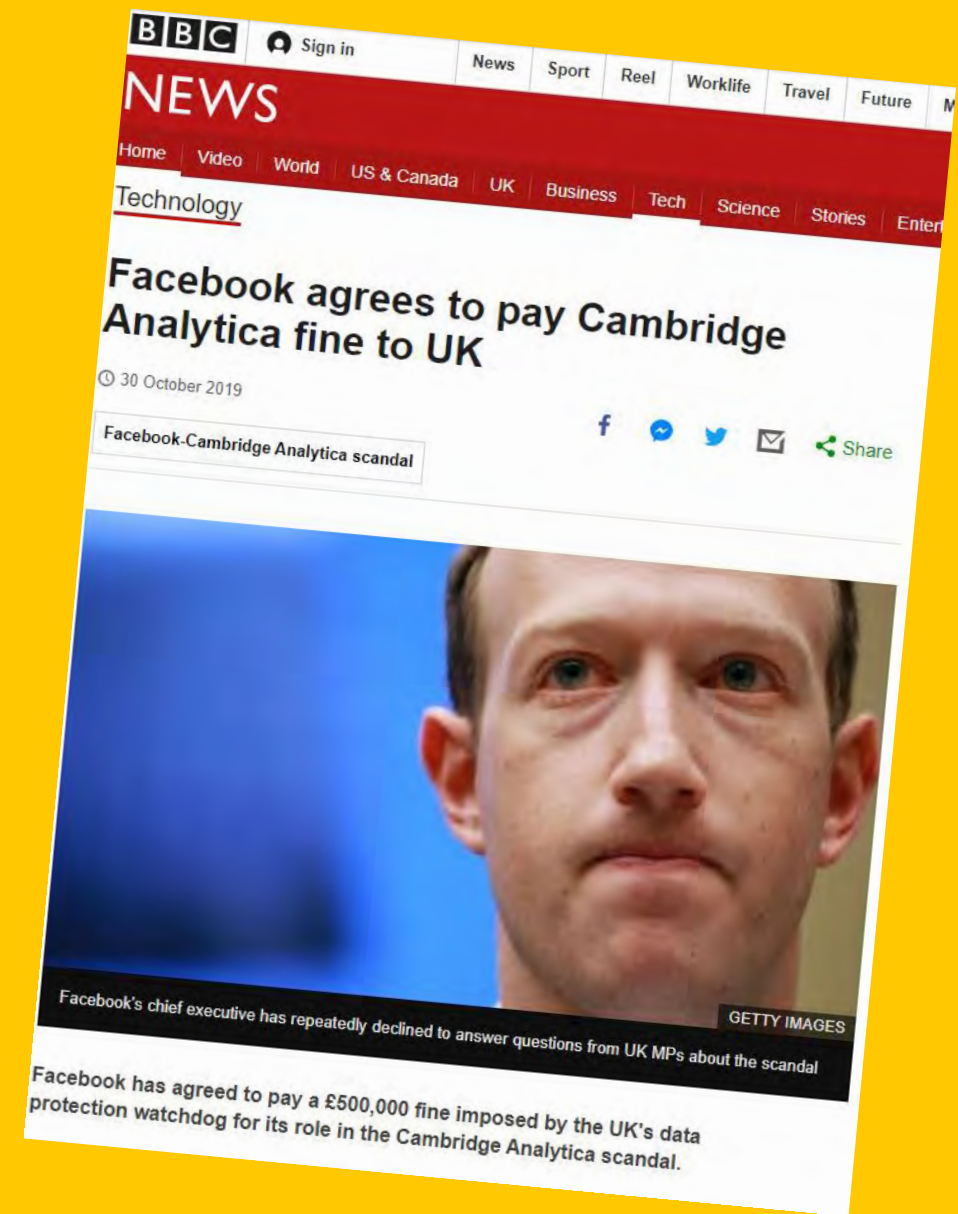 BBC Sign in News Sport Reel Worklife Travel Future
NEWS
Home Video World US & Canada UK Business Tech Science Stories
Technology
Facebook agrees to pay Cambridge
Analytica fine to UK
30 October 2019
Share
Facebook-Cambridge Analytica scandal
GETTY IMAGES
Facebook's chief executive has repeatedly declined to answer questions from UK MPs about the scandal
Facebook has agreed to pay a £500,000 fine imposed by the UK's data
protection watchdog for its role in the Cambridge Analytica scandal.